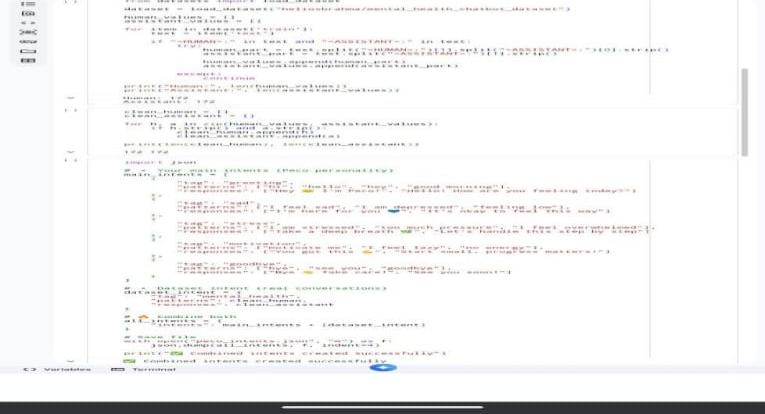 from datasets import load_dataset
dataset = load_dataset("heliosbrahma/mental_health_chatbot_dataset")
human_values = []
assistant_values = []
for item in dataset['train']:
text = item['text']
if "<HUMAN>:" in text and "<ASSISTANT>:" in text:
try:
human_part = text.split("<HUMAN>:")[1].split("<ASSISTANT>:")[0].strip()
assistant_part = text.split("<ASSISTANT>:")[1].strip()
human_values.append(human_part)
assistant_values.append(assistant_part)
except:
continue
print("Human:", len(human_values))
print("Assistant:", len(assistant_values))
Human: 172
Assistant: 172
clean_human = []
clean_assistant = []
for h, a in zip(human_values, assistant_values):
if h.strip() and a.strip():
clean_human.append(h)
clean_assistant.append(a)
print(len(clean_human), len(clean_assistant))
172 172
import json
# Your main intents (Peco personality)
main_intents = [
{
"tag": "greeting",
"patterns": ["hi", "hello", "hey", "good morning"],
"responses": ["Hey I'm Peco!", "Hello! How are you feeling today?"]
},
{
"tag": "sad",
"patterns": ["I feel sad", "I am depressed", "feeling low"],
"responses": ["I'm here for you 💙", "It's okay to feel this way"]
},
{
"tag": "stress",
"patterns": ["I am stressed", "too much pressure", "I feel overwhelmed"],
"responses": ["Take a deep breath 🌿", "Let's handle this step by step"]
},
{
"tag": "motivation",
"patterns": ["motivate me", "I feel lazy", "no energy"],
"responses": ["You got this 💪", "Start small, progress matters!"]
},
{
"tag": "goodbye",
"patterns": ["bye", "see you", "goodbye"],
"responses": ["Bye 👋 Take care!", "See you soon!"]
}
]
# Dataset intent (real conversations)
dataset_intent = {
"tag": "mental_health",
"patterns": clean_human,
"responses": clean_assistant
}
# 🔥 Combine both
all_intents = {
"intents": main_intents + [dataset_intent]
}
# Save file
with open("peco_intents.json", "w") as f:
json.dump(all_intents, f, indent=4)
print("✅ Combined intents created successfully")
✅ Combined intents created successfully
Variables Terminal